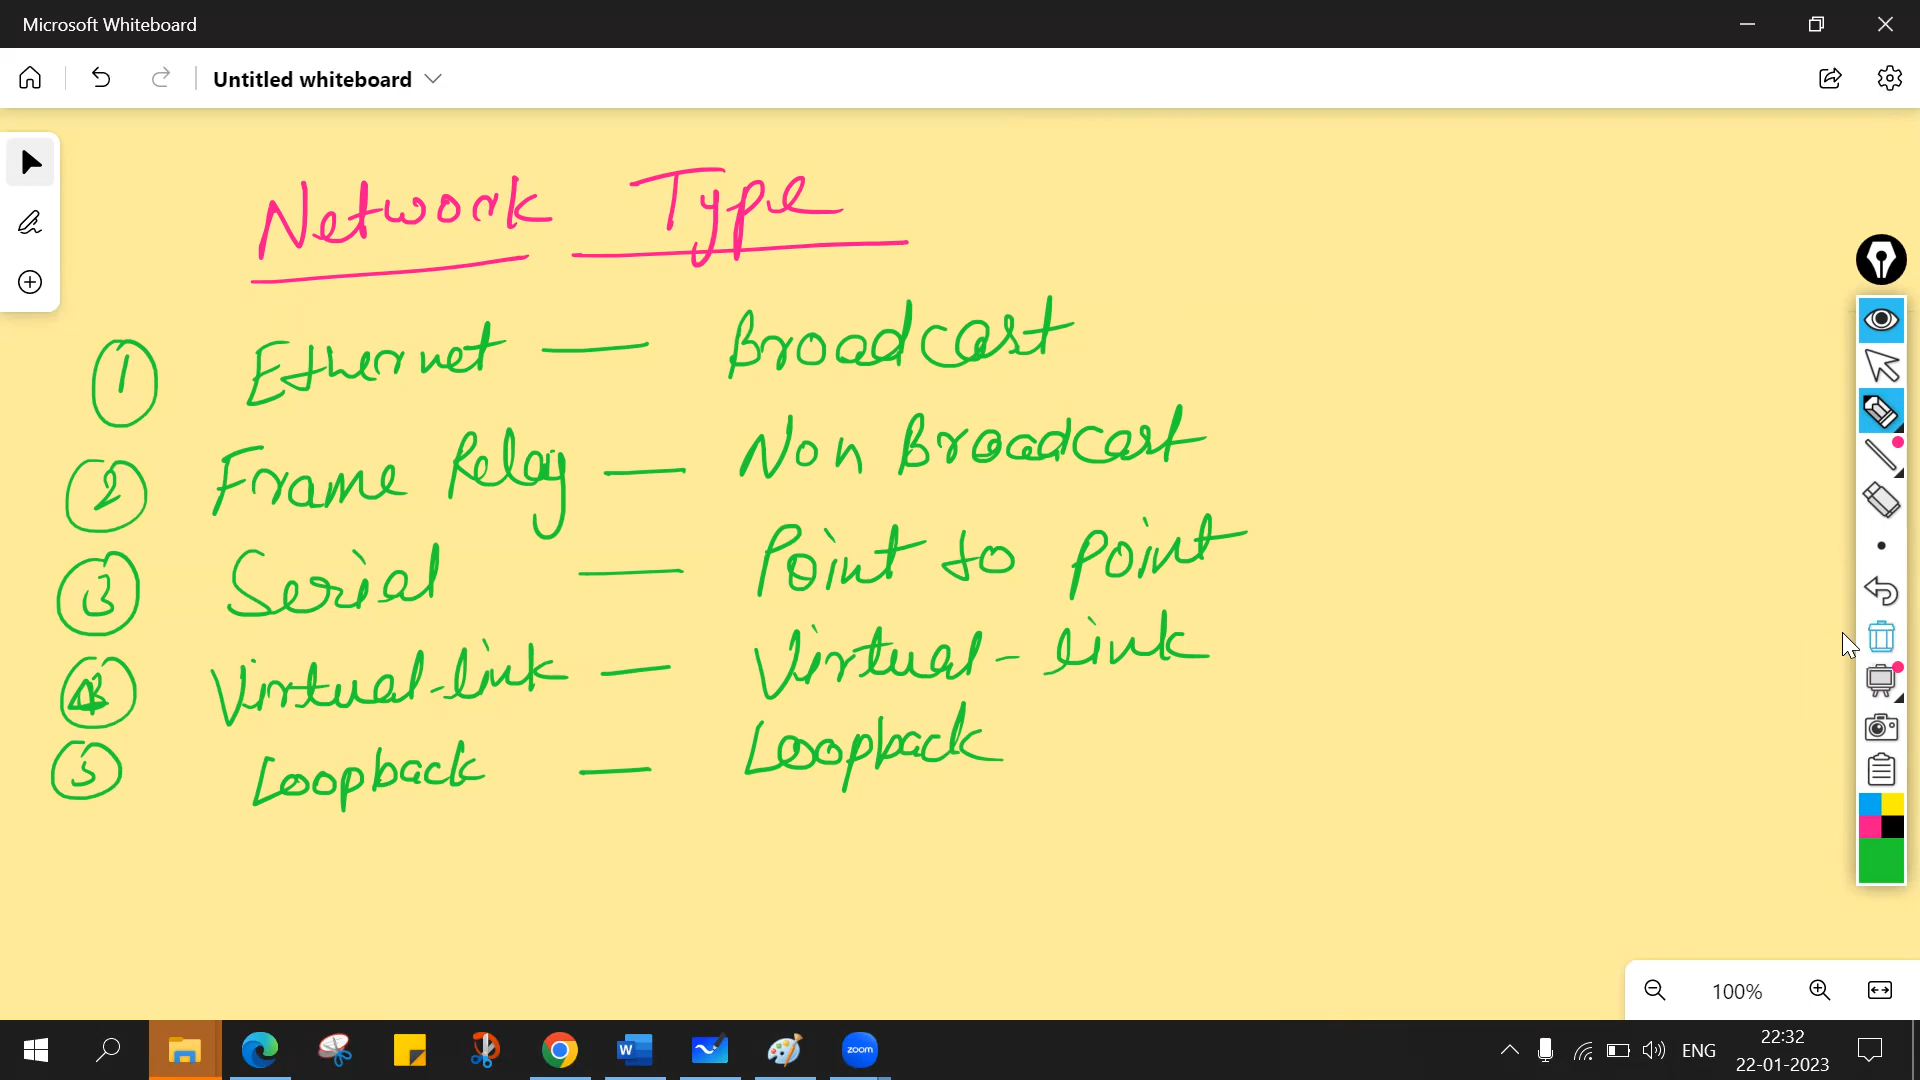 Microsoft Whiteboard
Untitled whiteboard
Network Type
1 Ethernet — Broadcast
2 Frame Relay — Non Broadcast
3 Serial — Point to point
4 Virtual-link — Virtual-link
5 Loopback — Loopback
100%
W
zoom
ENG
22:32
22-01-2023